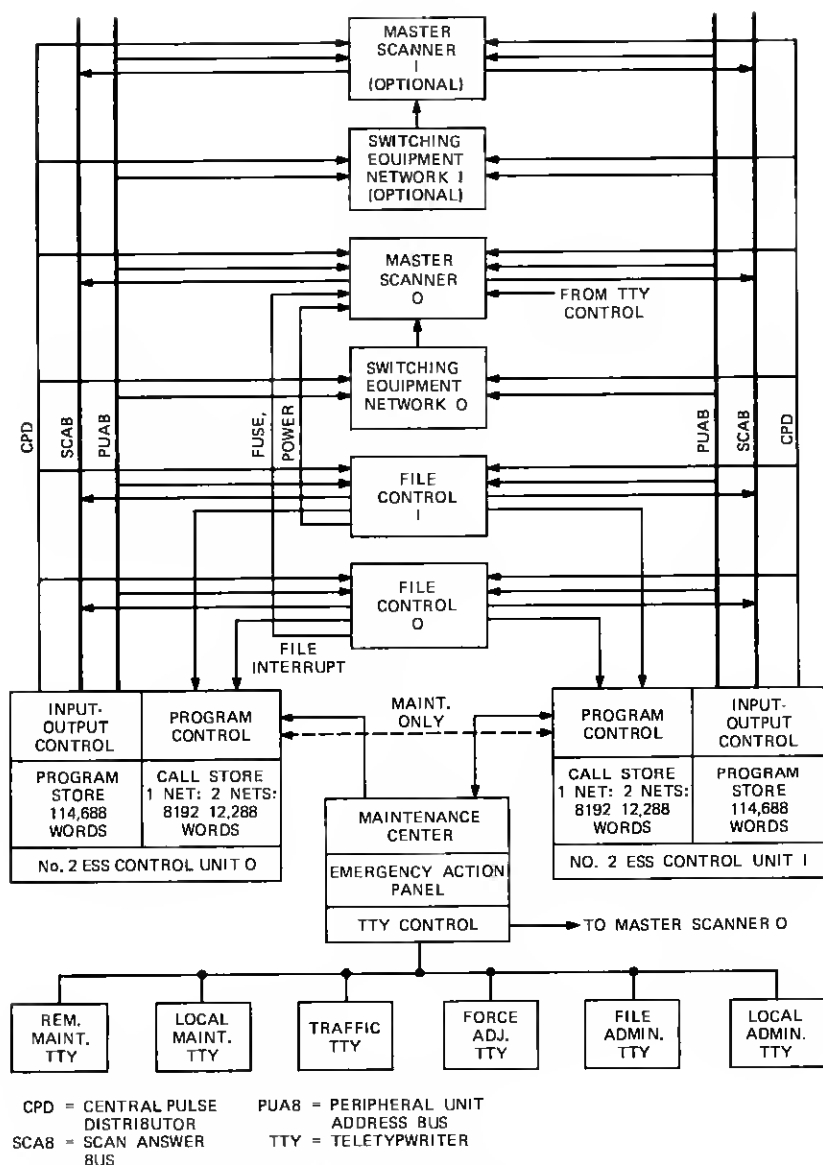 MASTER
SCANNER
I
(OPTIONAL)
SWITCHING
EQUIPMENT
NETWORK I
(OPTIONAL)
MASTER
SCANNER
O
FROM TTY
CONTROL
SWITCHING
EQUIPMENT
NETWORK O
CPD
SCAB
PUAB
FUSE,
POWER
PUAB
SCAB
CPD
FILE
CONTROL
I
FILE
CONTROL
O
FILE
INTERRUPT
INPUT-
OUTPUT
CONTROL
PROGRAM
CONTROL
PROGRAM
STORE
114,688
WORDS
CALL STORE
1 NET: 2 NETS:
8192 12,288
WORDS
No. 2 ESS CONTROL UNIT O
MAINT.
ONLY
PROGRAM
CONTROL
INPUT-
OUTPUT
CONTROL
CALL STORE
1 NET: 2 NETS:
8192 12,288
WORDS
PROGRAM
STORE
114,688
WORDS
NO. 2 ESS CONTROL UNIT I
MAINTENANCE
CENTER
EMERGENCY ACTION
PANEL
TTY CONTROL
TO MASTER SCANNER O
REM.
MAINT.
TTY
LOCAL
MAINT.
TTY
TRAFFIC
TTY
FORCE
ADJ.
TTY
FILE
ADMIN.
TTY
LOCAL
ADMIN.
TTY
CPD = CENTRAL PULSE
DISTRIBUTOR
SCAB = SCAN ANSWER
BUS
PUAB = PERIPHERAL UNIT
ADDRESS BUS
TTY = TELETYPWRITER